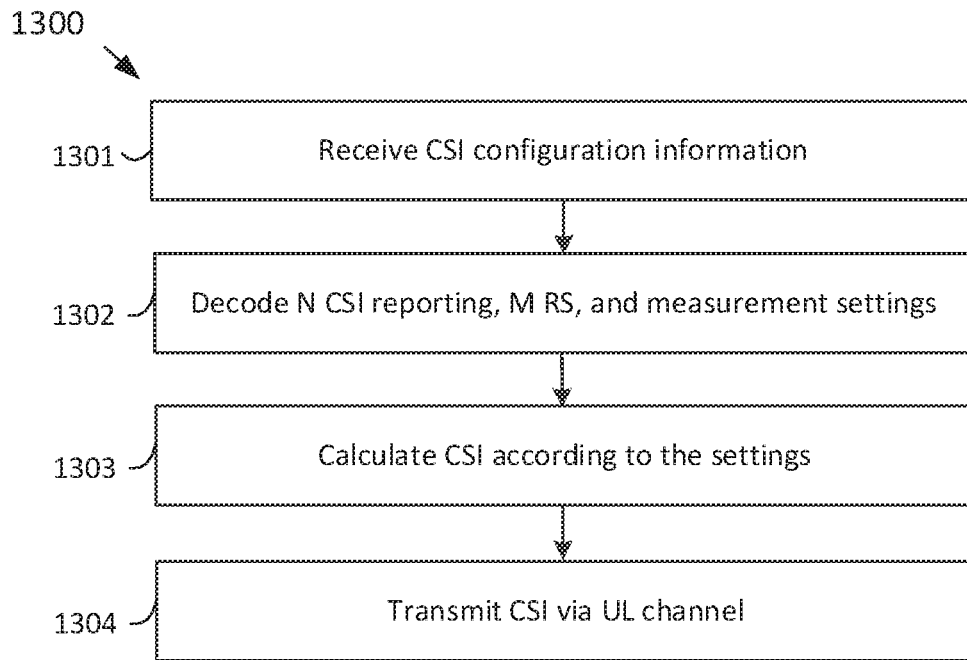 1300
1301
Receive CSI configuration information
1302
Decode N CSI reporting, M RS, and measurement settings
1303
Calculate CSI according to the settings
1304
Transmit CSI via UL channel